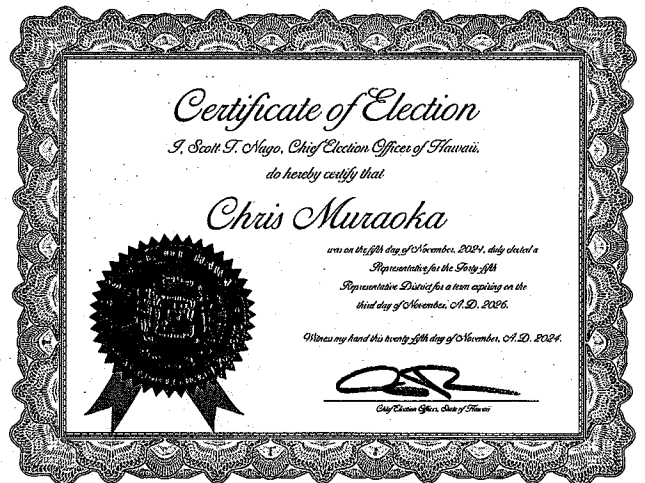 Certificate of Election
I, Scott T. Nago, Chief Election Officer of Hawaii,
do hereby certify that
Chris Muraoka
was on the fifth day of November, 2024, duly elected a
Representative for the Forty-fifth
Representative District for a term expiring on the
third day of November, A.D. 2026.
Witness my hand this twenty-fifth day of November, A.D. 2024.
Chief Election Officer, State of Hawaii